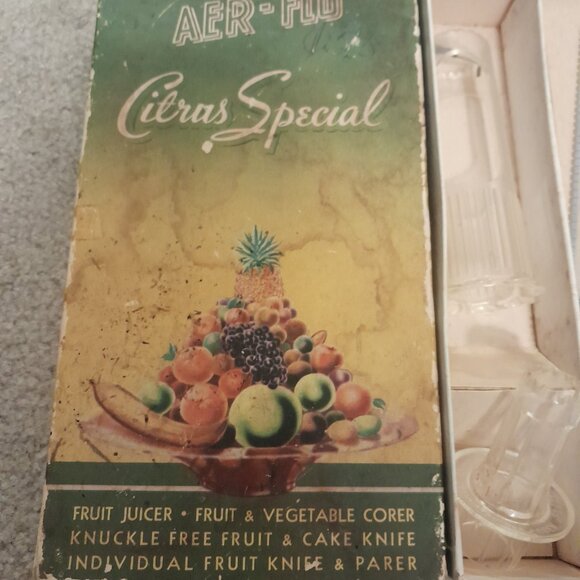 AER-FLO
Citras Special
FRUIT JUICER • FRUIT & VEGETABLE CORER
KNUCKLE FREE FRUIT & CAKE KNIFE
INDIVIDUAL FRUIT KNIFE & PARER